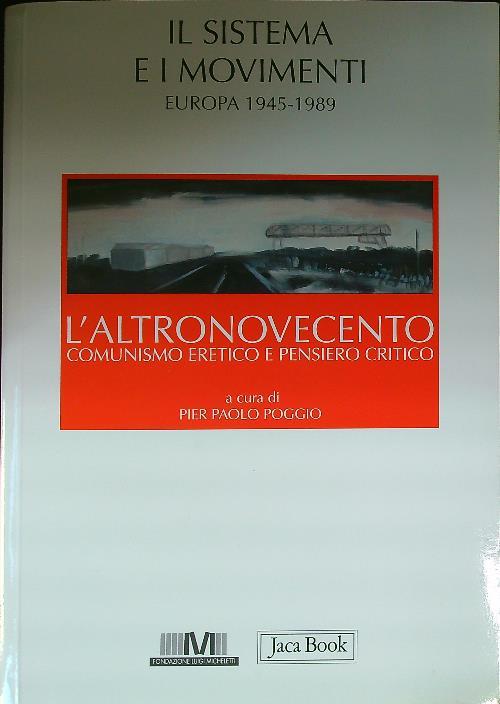 IL SISTEMA
E I MOVIMENTI
EUROPA 1945-1989
L'ALTRONOVECENTO
COMUNISMO ERETICO E PENSIERO CRITICO
a cura di
PIER PAOLO POGGIO
FONDAZIONE LUIGI MICHELETTI
Jaca Book